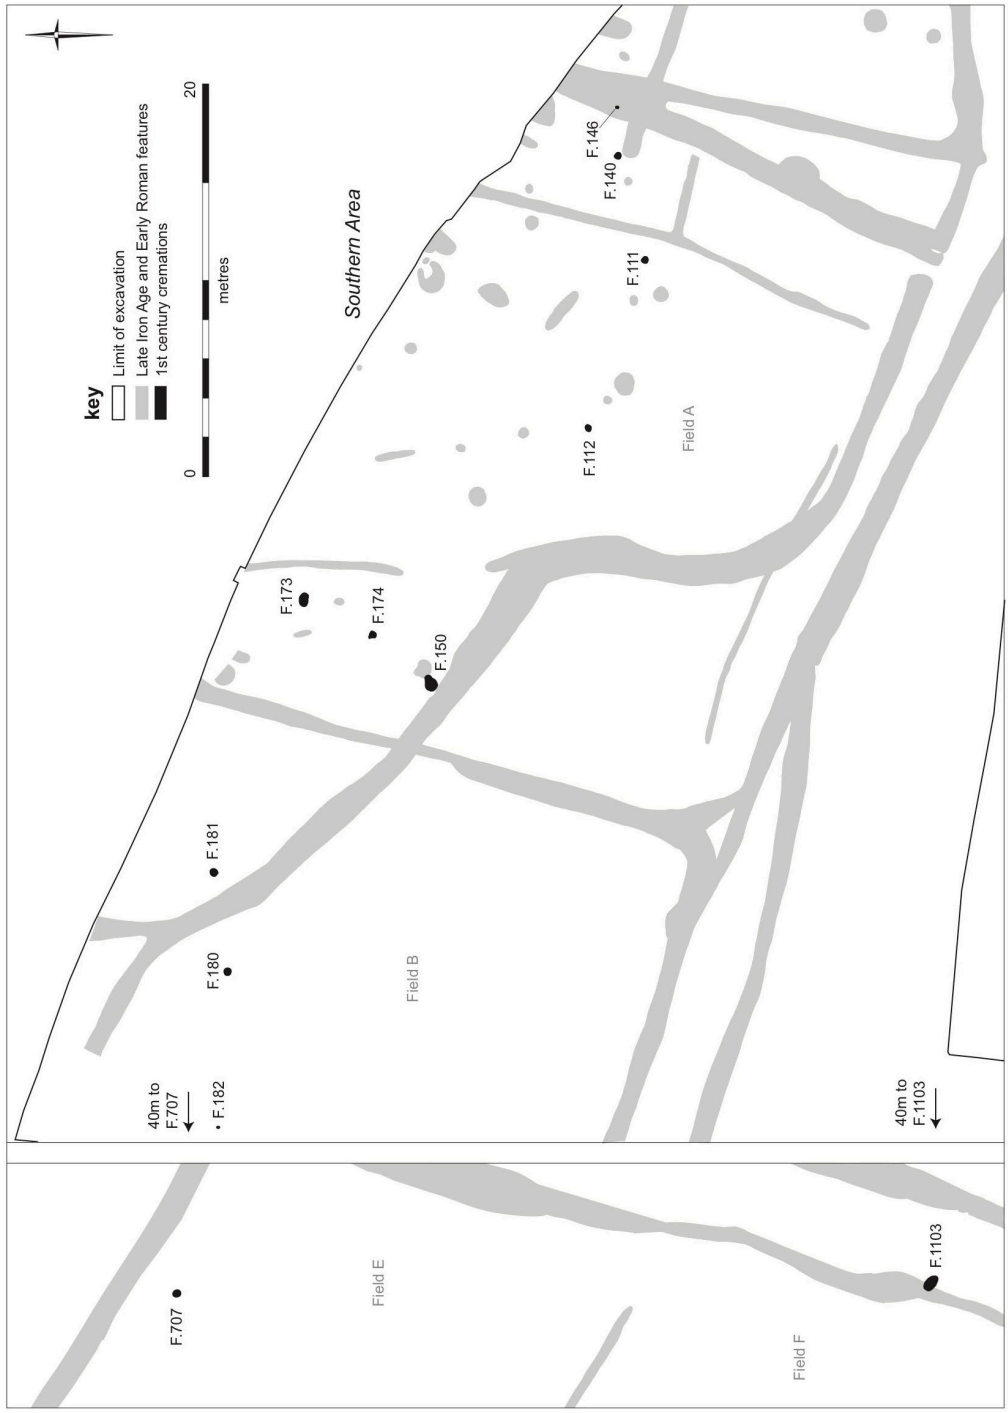 key
Limit of excavation
Late Iron Age and Early Roman features
1st century cremations
0
20
metres
Southern Area
F.146
F.140
F.111
F.112
Field A
F.173
F.174
F.150
F.181
F.180
Field B
40m to
F.707
F.182
40m to
F.1103
F.707
Field E
F.1103
Field F